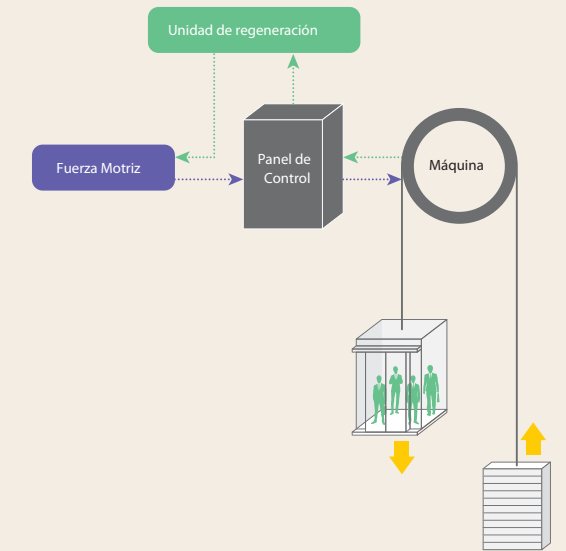 Unidad de regeneración
Fuerza Motriz
Panel de
Control
Máquina